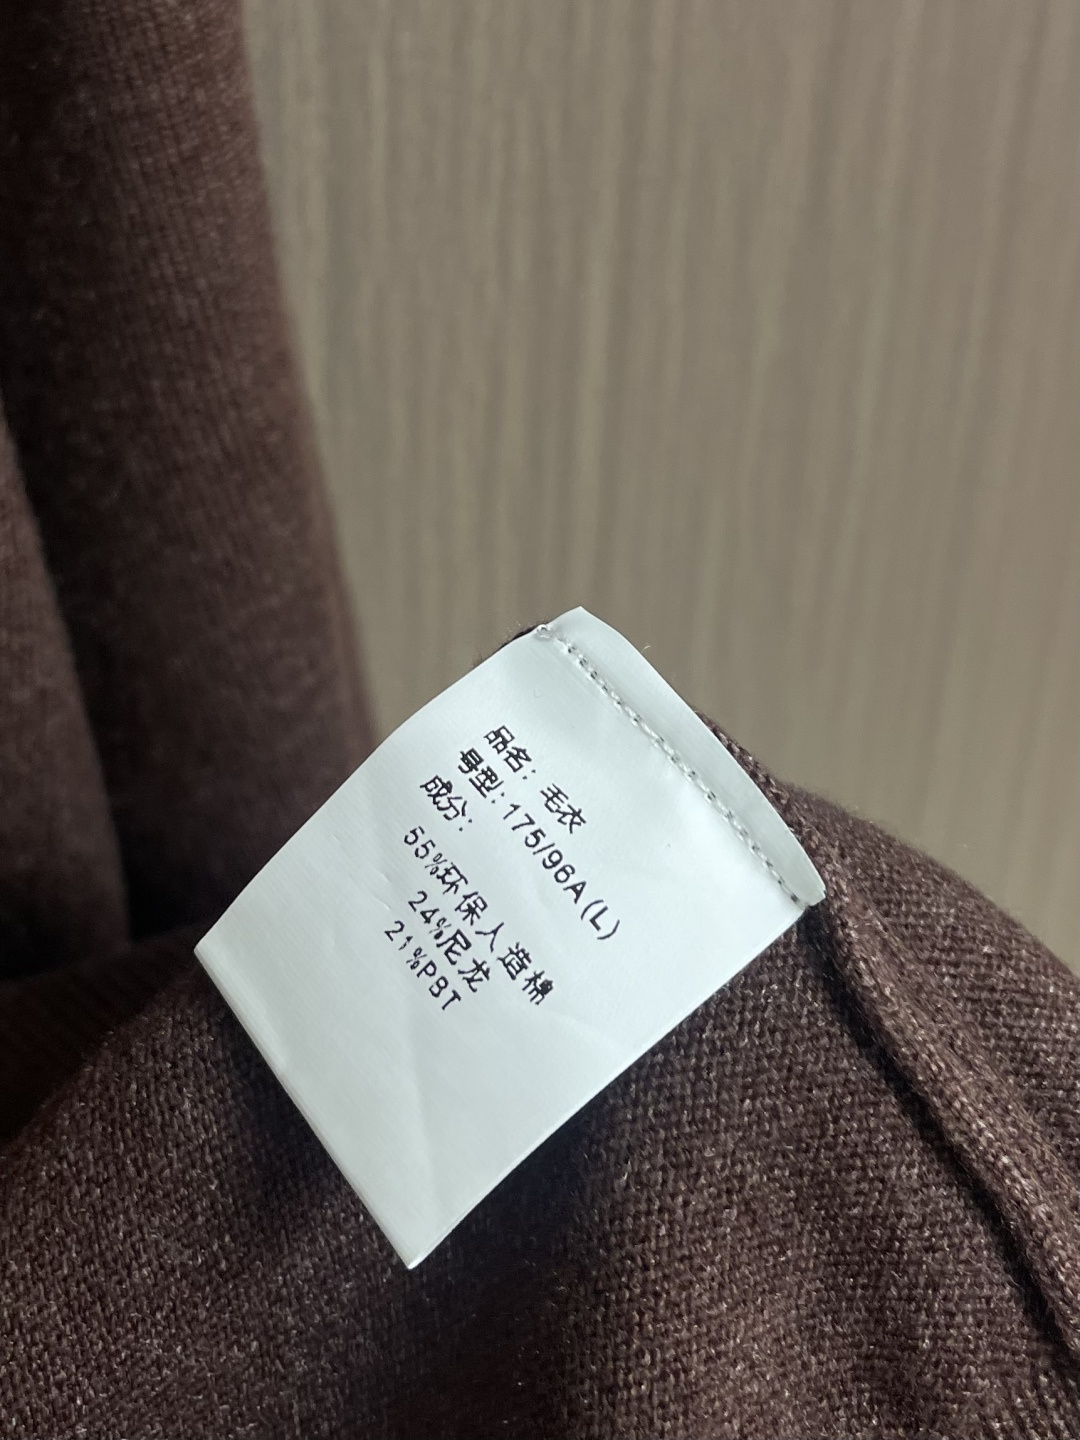 品名：毛衣
号型：175/96A(L)
成分：
55%环保人造棉
24%尼龙
21%PBT